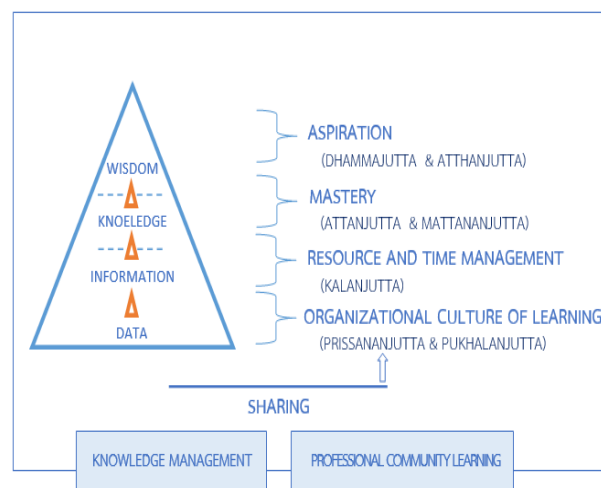 WISDOM
KNOELEDGE
INFORMATION
DATA
ASPIRATION
(DHAMMAJUTTA & ATTHANJUTTA)
MASTERY
(ATTANJUTTA & MATTANANJUTTA)
RESOURCE AND TIME MANAGEMENT
(KALANJUTTA)
ORGANIZATIONAL CULTURE OF LEARNING
(PRISSANANJUTTA & PUKHALANJUTTA)
SHARING
KNOWLEDGE MANAGEMENT
PROFESSIONAL COMMUNITY LEARNING